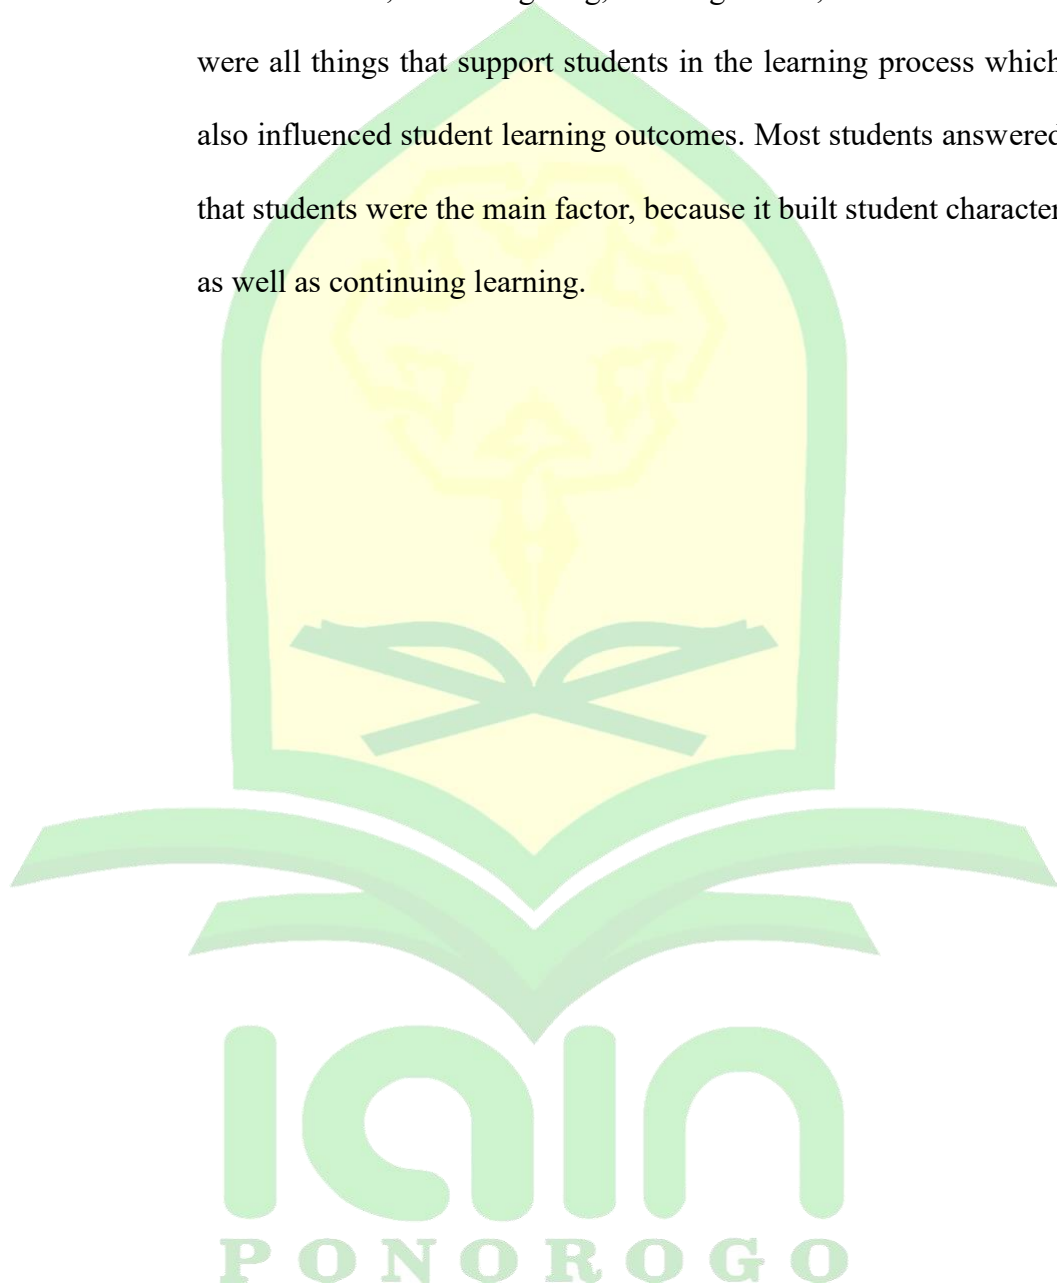 were all things that support students in the learning process which
also influenced student learning outcomes. Most students answered
that students were the main factor, because it built student character
as well as continuing learning.
iain
PONOROGO